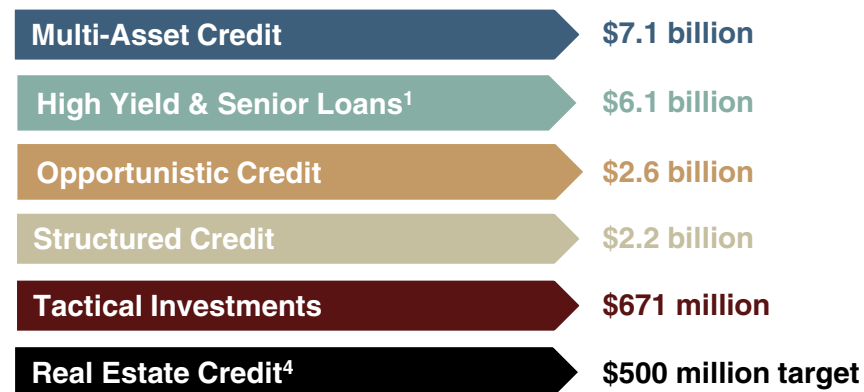 Multi-Asset Credit $7.1 billion
High Yield & Senior Loans¹ $6.1 billion
Opportunistic Credit $2.6 billion
Structured Credit $2.2 billion
Tactical Investments $671 million
Real Estate Credit⁴ $500 million target